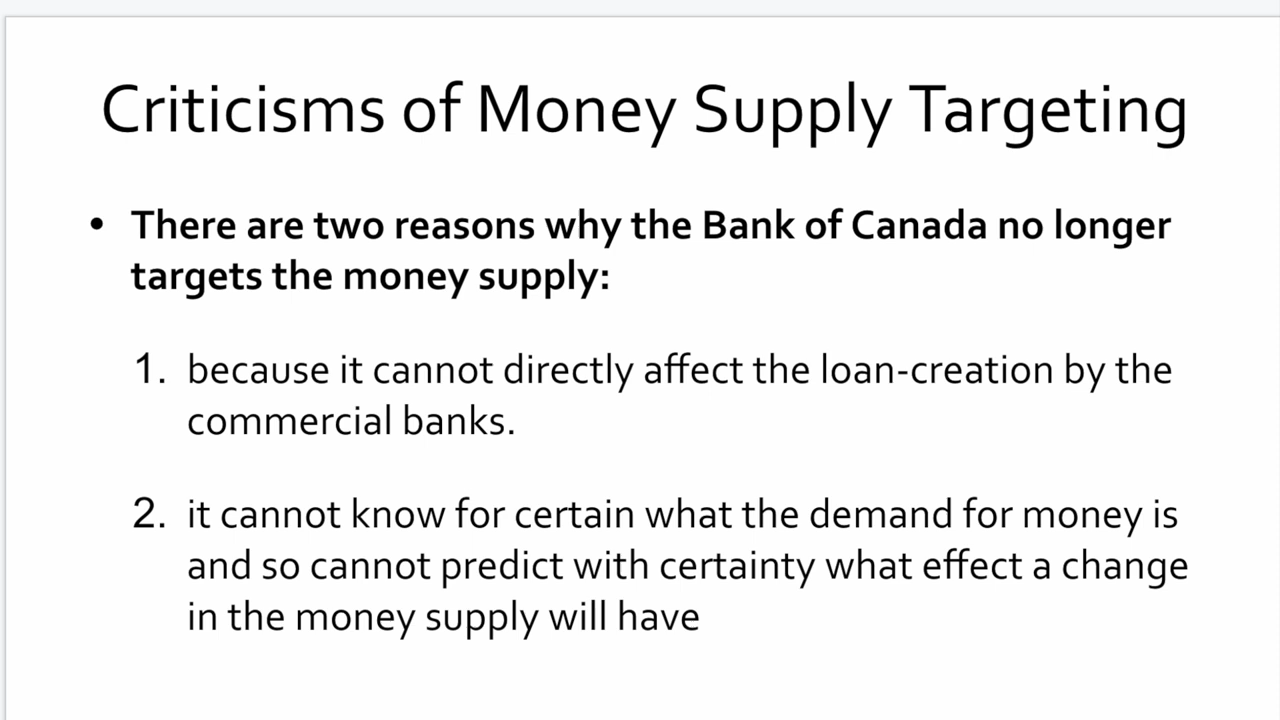 Criticisms of Money Supply Targeting
• There are two reasons why the Bank of Canada no longer
targets the money supply:
1. because it cannot directly affect the loan-creation by the
commercial banks.
2. it cannot know for certain what the demand for money is
and so cannot predict with certainty what effect a change
in the money supply will have